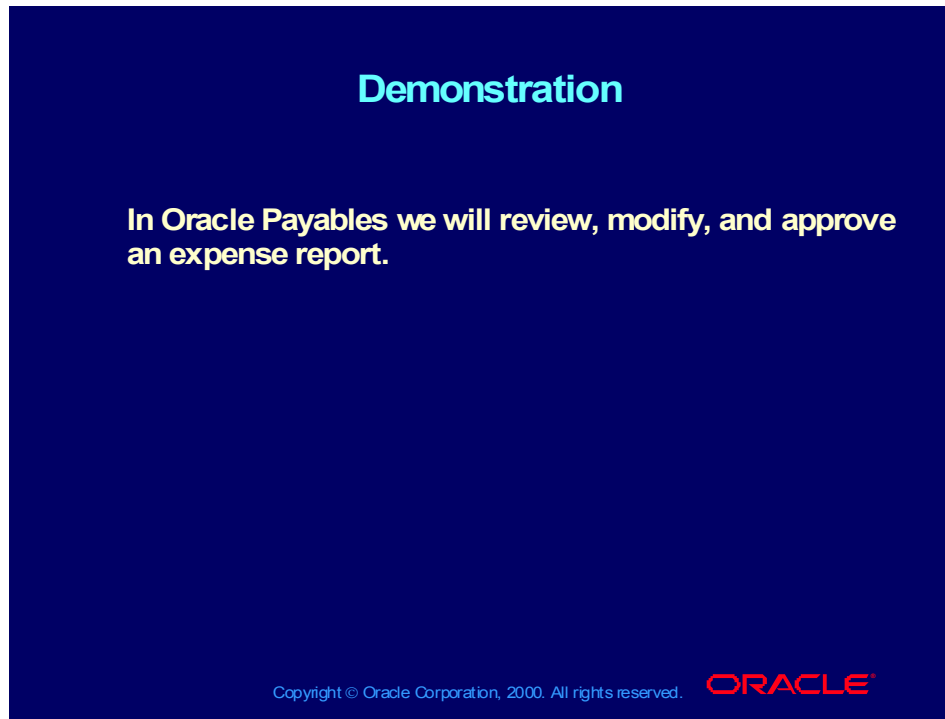 Demonstration
In Oracle Payables we will review, modify, and approve
an expense report.
Copyright © Oracle Corporation, 2000. All rights reserved.
ORACLE®